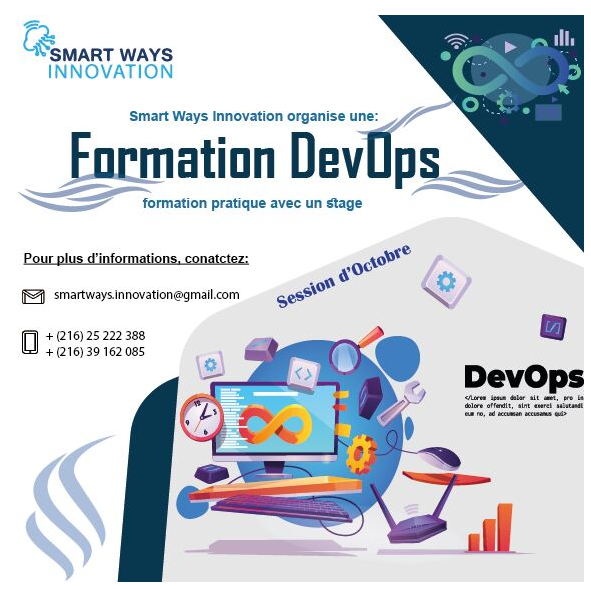 SMART WAYS
INNOVATION
Smart Ways Innovation organise une:
Formation DevOps
formation pratique avec un stage
Pour plus d'informations, conatctez:
Session d'Octobre
smartways.innovation@gmail.com
+ (216) 25 222 388
+ (216) 39 162 085
DevOps
</Lorem ipsum dolor sit amet, pro in
dolore offendit, sint exerci salutandi
cum no, ad accumsan accusamus qui>